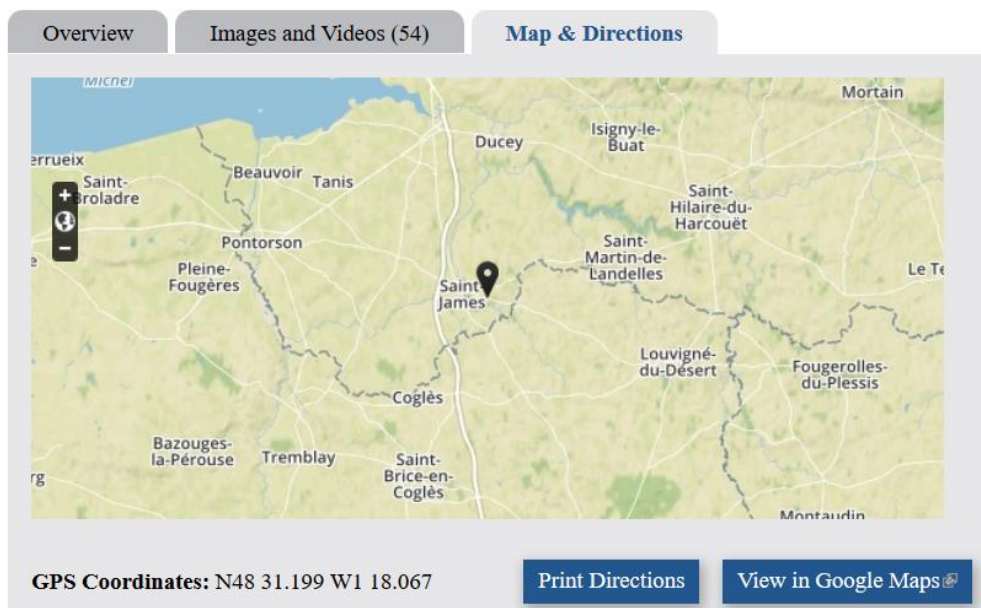 Overview
Images and Videos (54)
Map & Directions
Michel
Mortain
Isigny-le-
Buat
Ducey
errueix
Beauvoir
Tanis
Saint-
Broladre
+
−
Saint-
Hilaire-du-
Harcouët
Pontorson
Saint-
Martin-de-
Landelles
e
Pleine-
Fougères
Le Te
Saint-
James
Louvigné-
du-Désert
Fougerolles-
du-Plessis
Coglès
Bazouges-
la-Pérouse
Tremblay
Saint-
Brice-en-
Coglès
rg
Montaudin
GPS Coordinates: N48 31.199 W1 18.067
Print Directions
View in Google Maps